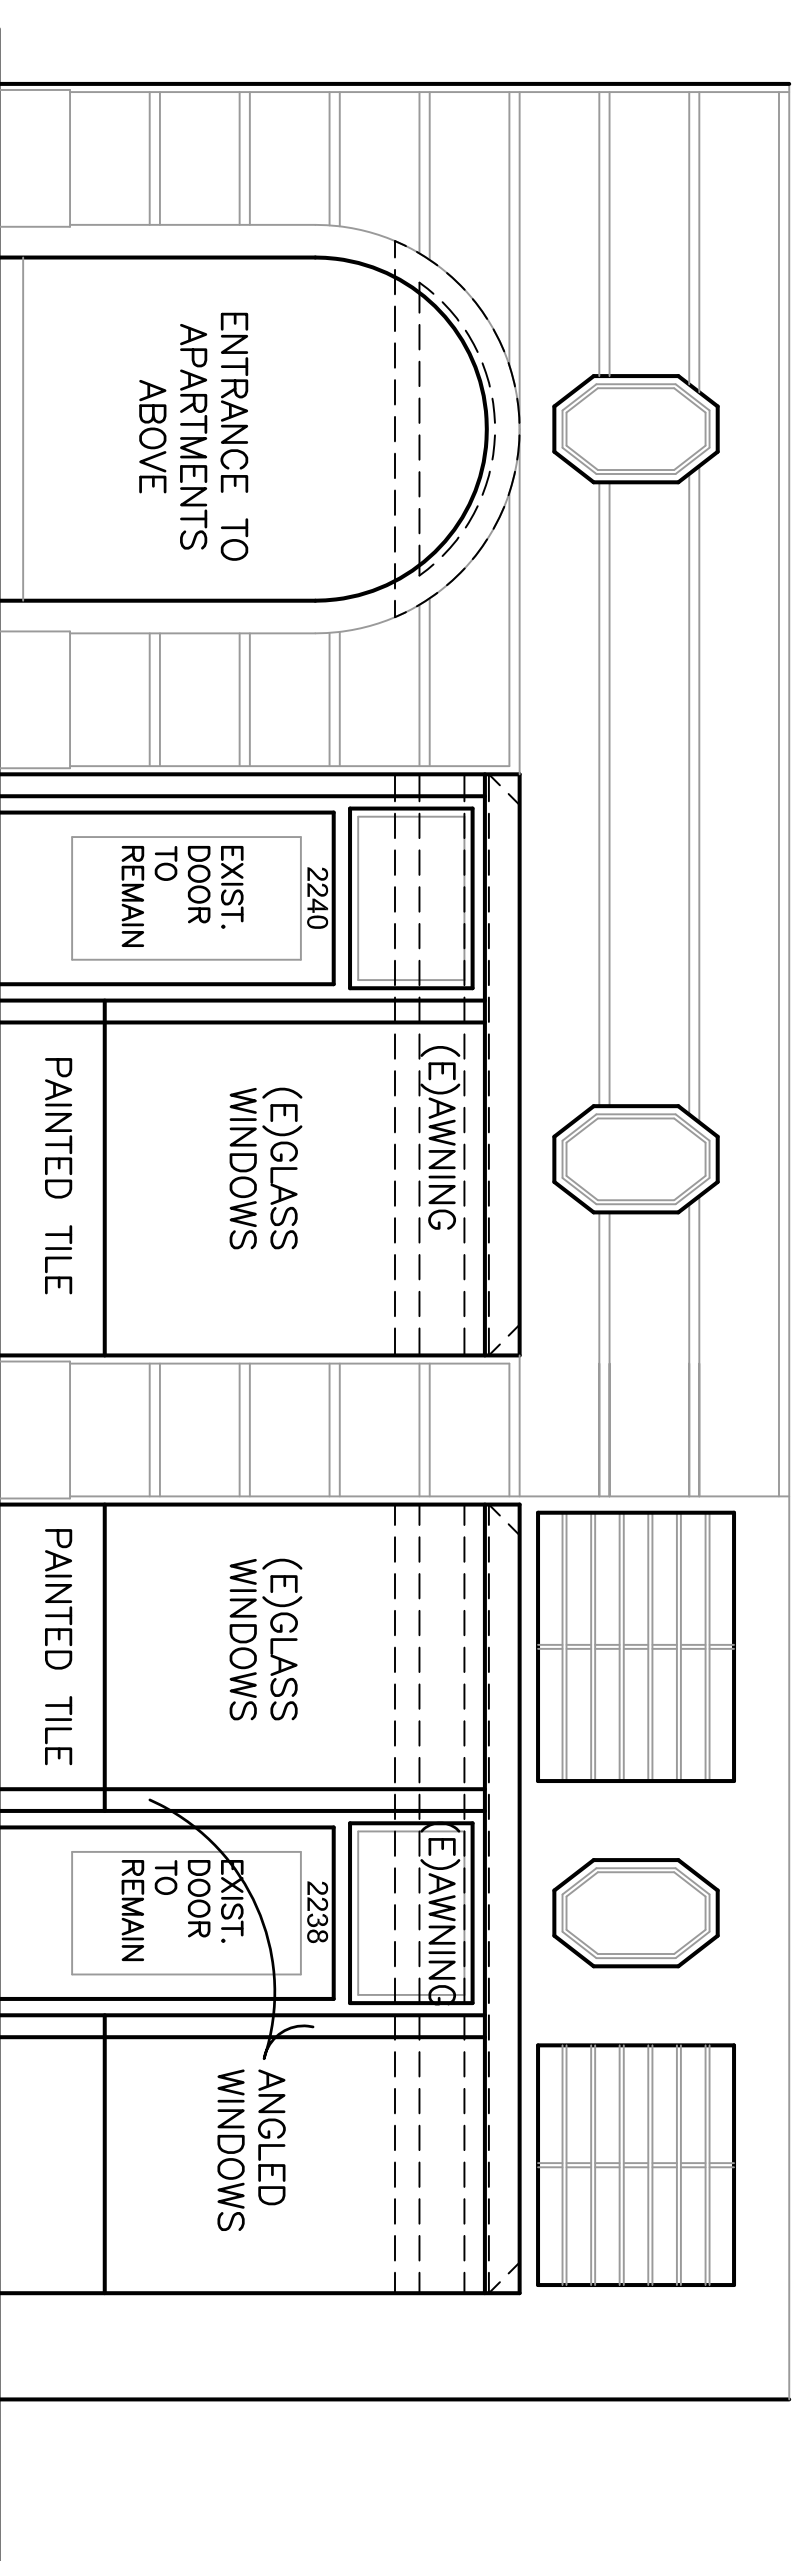 ENTRANCE TO
APARTMENTS
ABOVE
2240
EXIST.
DOOR
TO
REMAIN
(E)AWNING
(E)GLASS
WINDOWS
PAINTED TILE
(E)GLASS
WINDOWS
PAINTED TILE
(E)AWNING
2238
EXIST.
DOOR
TO
REMAIN
ANGLED
WINDOWS